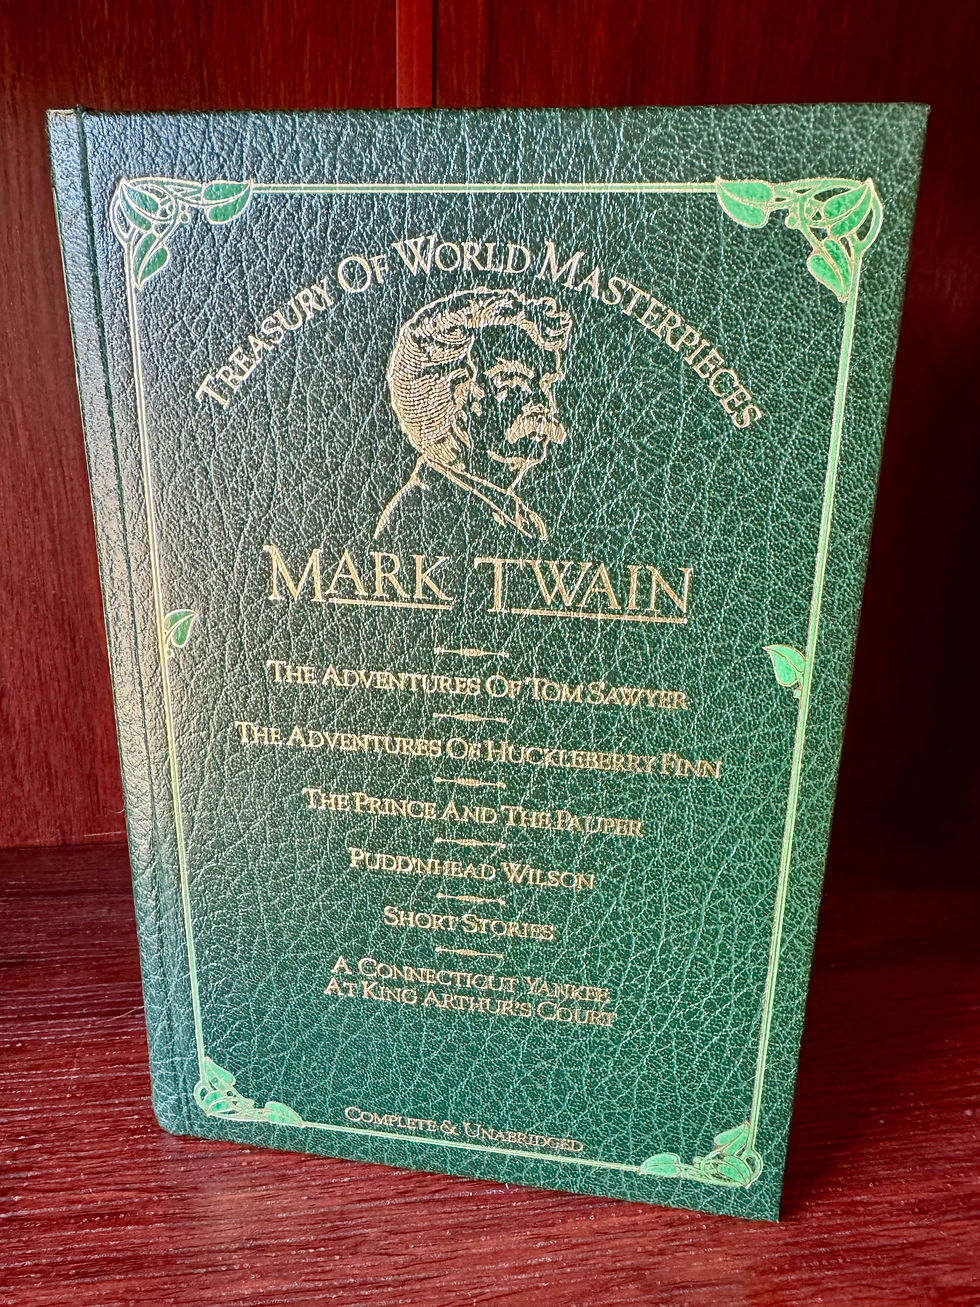 TREASURY OF WORLD MASTERPIECES
MARK TWAIN
THE ADVENTURES OF TOM SAWYER
THE ADVENTURES OF HUCKLEBERRY FINN
THE PRINCE AND THE PAUPER
PUDD'NHEAD WILSON
SHORT STORIES
A CONNECTICUT YANKEE
AT KING ARTHUR'S COURT
COMPLETE & UNABRIDGED